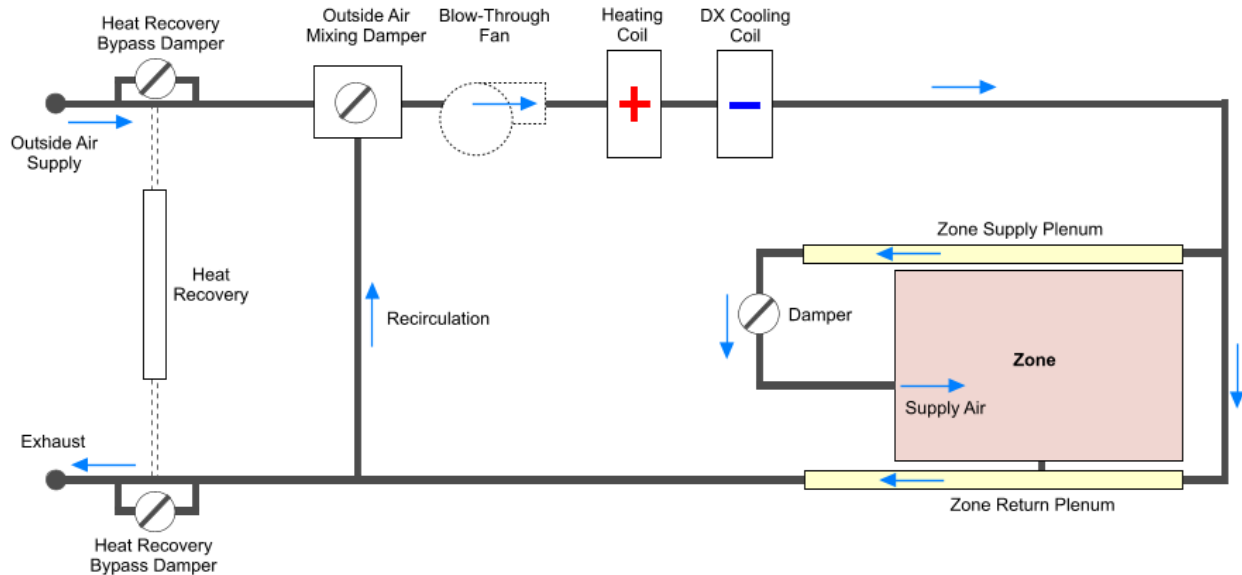 Heat Recovery
Bypass Damper
Outside Air
Mixing Damper
Blow-Through
Fan
Heating
Coil
DX Cooling
Coil
Outside Air
Supply
Zone Supply Plenum
Heat
Recovery
Recirculation
Damper
Zone
Supply Air
Exhaust
Zone Return Plenum
Heat Recovery
Bypass Damper